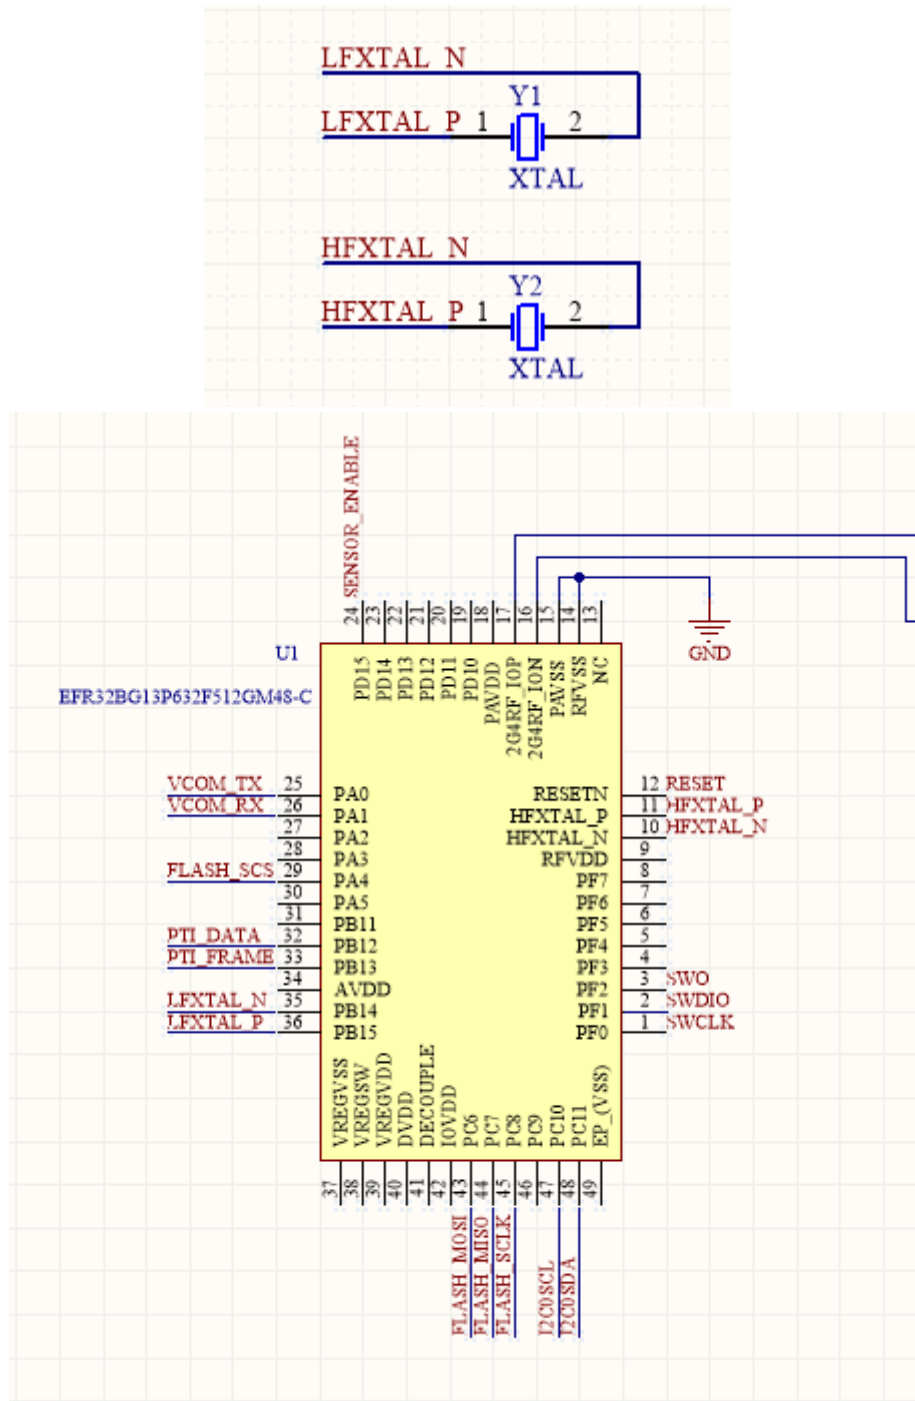 LFXTAL_N
Y1
LFXTAL_P 1 2
XTAL
HFXTAL_N
Y2
HFXTAL_P 1 2
XTAL
SENSOR_ENABLE
24 23 22 21 20 19 18 17 16 15 14 13
GND
U1
EFR32BG13P632F512GM48-C
PD15 PD14 PD13 PD12 PD11 PD10 PAVDD 2G4RF_IOP 2G4RF_ION PAVSS RFVSS NC
VCOM_TX 25 PA0
VCOM_RX 26 PA1
27 PA2
28 PA3
FLASH_SCS 29 PA4
30 PA5
31 PB11
PTI_DATA 32 PB12
PTI_FRAME 33 PB13
34 AVDD
LFXTAL_N 35 PB14
LFXTAL_P 36 PB15
RESETN 12 RESET
HFXTAL_P 11 HFXTAL_P
HFXTAL_N 10 HFXTAL_N
RFVDD 9
PF7 8
PF6 7
PF5 6
PF4 5
PF3 4
PF2 3 SWO
PF1 2 SWDIO
PF0 1 SWCLK
VREGVSS VREGSW VREGVDD DVDD DECOUPLE IOVDD PC6 PC7 PC8 PC9 PC10 PC11 EP_(VSS)
37 38 39 40 41 42 43 44 45 46 47 48 49
FLASH_MOSI
FLASH_MISO
FLASH_SCLK
I2C0SCL
I2C0SDA